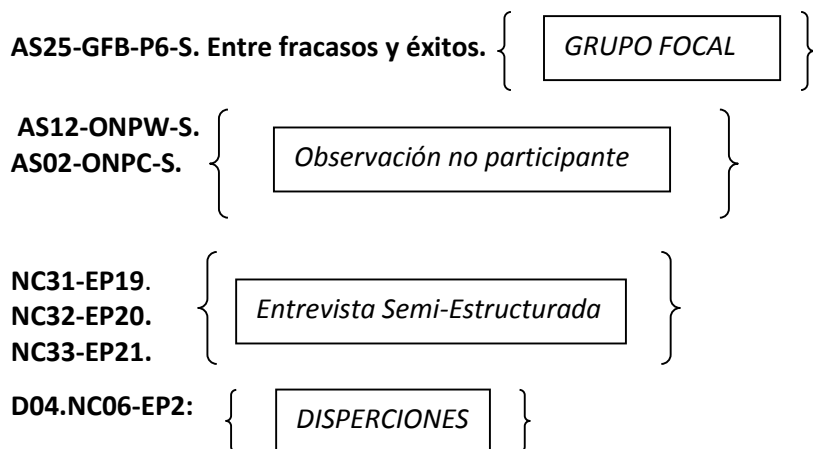 AS25-GFB-P6-S. Entre fracasos y éxitos. GRUPO FOCAL
AS12-ONPW-S.
AS02-ONPC-S. Observación no participante
NC31-EP19.
NC32-EP20. Entrevista Semi-Estructurada
NC33-EP21.
D04.NC06-EP2: DISPERCIONES